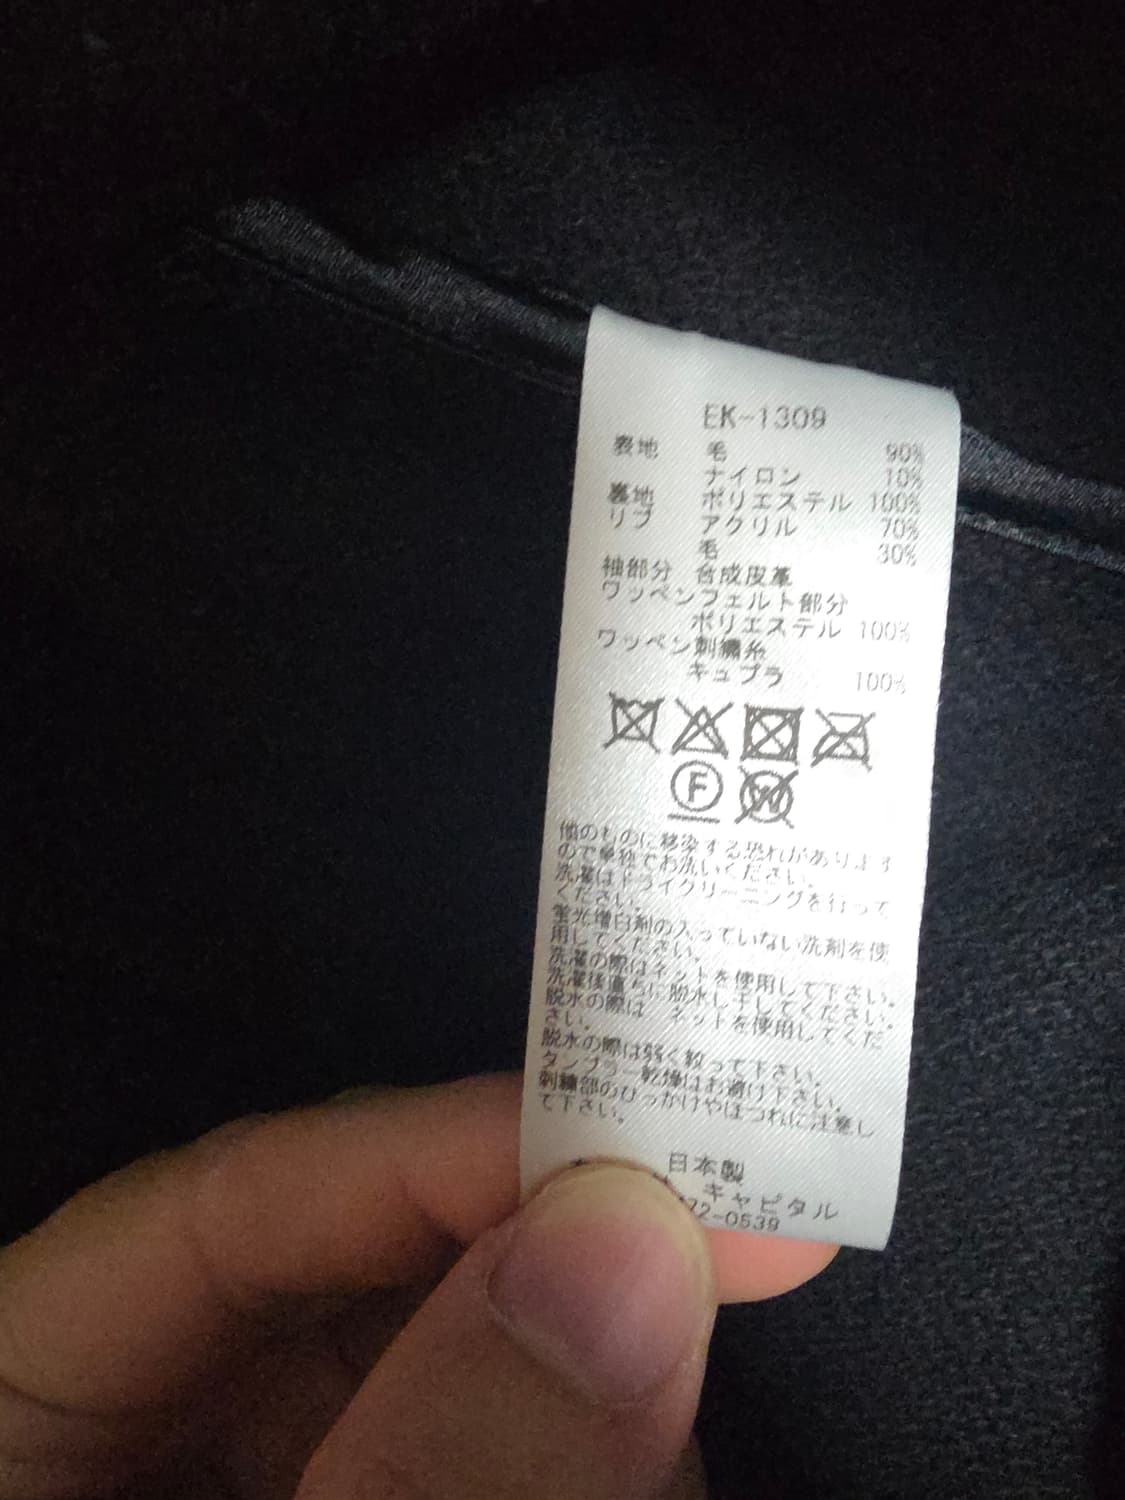 EK-1309
表地 毛 90%
ナイロン 10%
裏地 ポリエステル 100%
リブ アクリル 70%
毛 30%
袖部分 合成皮革
ワッペンフェルト部分
ポリエステル 100%
ワッペン刺繍糸
キュプラ 100%
F W
他のものに移染する恐れがあります
ので単独でお洗いください。
洗濯はドライクリーニングを行って
ください。
蛍光増白剤の入っていない洗剤を使
用してください。
洗濯の際はネットを使用して下さい。
洗濯後直ちに脱水し干してください。
脱水の際は ネットを使用してくだ
さい。
脱水の際は弱く絞って下さい。
タンブラー乾燥はお避け下さい。
刺繍部のひっかけやほつれに注意し
て下さい。
日本製
キャピタル
72-0539